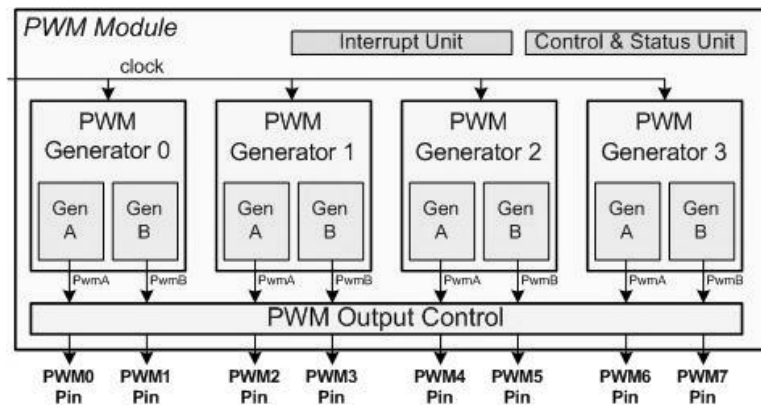 PWM Module
Interrupt Unit
Control & Status Unit
clock
PWM
Generator 0
PWM
Generator 1
PWM
Generator 2
PWM
Generator 3
Gen
A
Gen
B
Gen
A
Gen
B
Gen
A
Gen
B
Gen
A
Gen
B
PwmA
PwmB
PwmA
PwmB
PwmA
PwmB
PwmA
PwmB
PWM Output Control
PWM0
Pin
PWM1
Pin
PWM2
Pin
PWM3
Pin
PWM4
Pin
PWM5
Pin
PWM6
Pin
PWM7
Pin